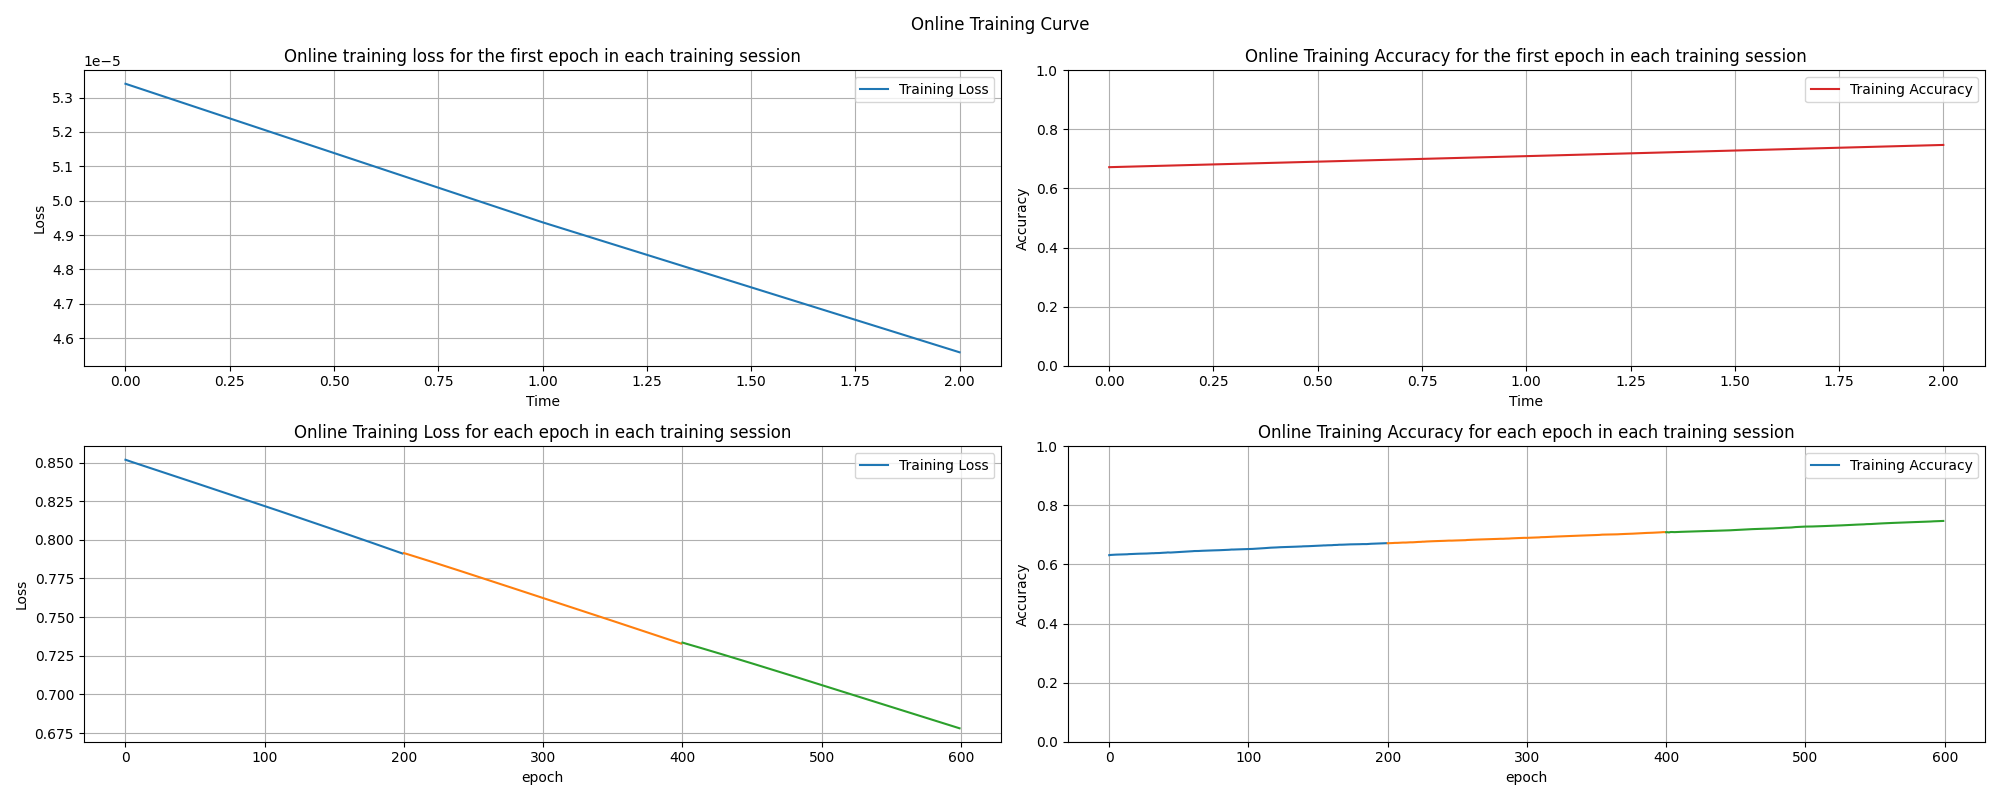 Online Training Curve
Online training loss for the first epoch in each training session
1e−5
5.3
5.2
5.1
5.0
4.9
4.8
4.7
4.6
Loss
Training Loss
0.00 0.25 0.50 0.75 1.00 1.25 1.50 1.75 2.00
Time
Online Training Accuracy for the first epoch in each training session
1.0
0.8
0.6
0.4
0.2
0.0
Accuracy
Training Accuracy
0.00 0.25 0.50 0.75 1.00 1.25 1.50 1.75 2.00
Time
Online Training Loss for each epoch in each training session
0.850
0.825
0.800
0.775
0.750
0.725
0.700
0.675
Loss
Training Loss
0 100 200 300 400 500 600
epoch
Online Training Accuracy for each epoch in each training session
1.0
0.8
0.6
0.4
0.2
0.0
Accuracy
Training Accuracy
0 100 200 300 400 500 600
epoch